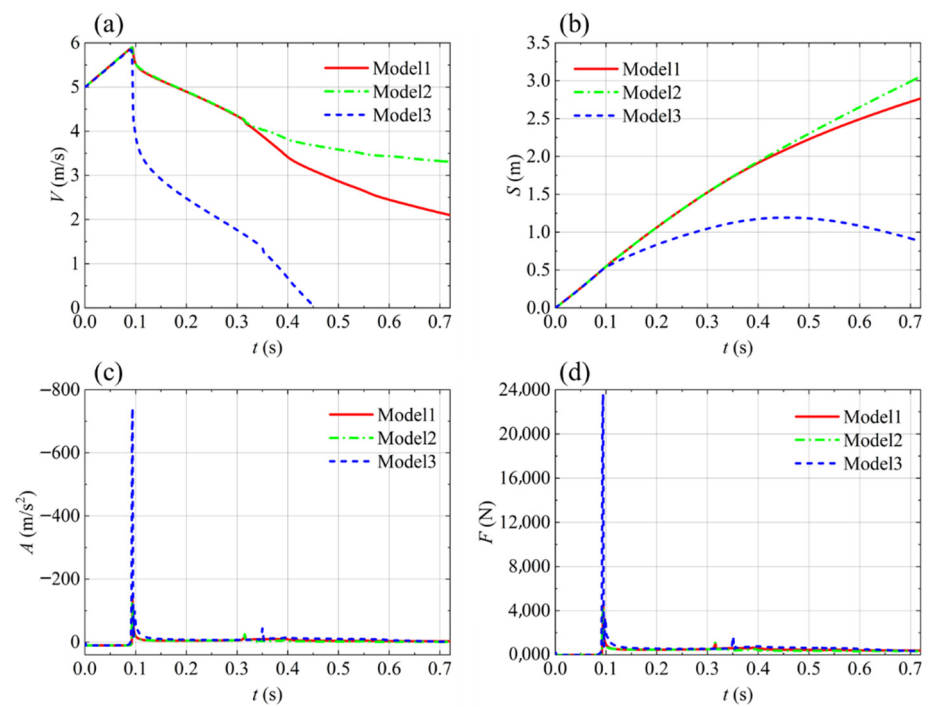 (a)
6
5
4
3
2
1
0
V (m/s)
0.0 0.1 0.2 0.3 0.4 0.5 0.6 0.7
t (s)
Model1
Model2
Model3
(b)
3.5
3.0
2.5
2.0
1.5
1.0
0.5
0.0
S (m)
0.0 0.1 0.2 0.3 0.4 0.5 0.6 0.7
t (s)
Model1
Model2
Model3
(c)
−800
−600
−400
−200
0
A (m/s²)
0.0 0.1 0.2 0.3 0.4 0.5 0.6 0.7
t (s)
Model1
Model2
Model3
(d)
24,000
20,000
16,000
12,000
8,000
4,000
0,000
F (N)
0.0 0.1 0.2 0.3 0.4 0.5 0.6 0.7
t (s)
Model1
Model2
Model3